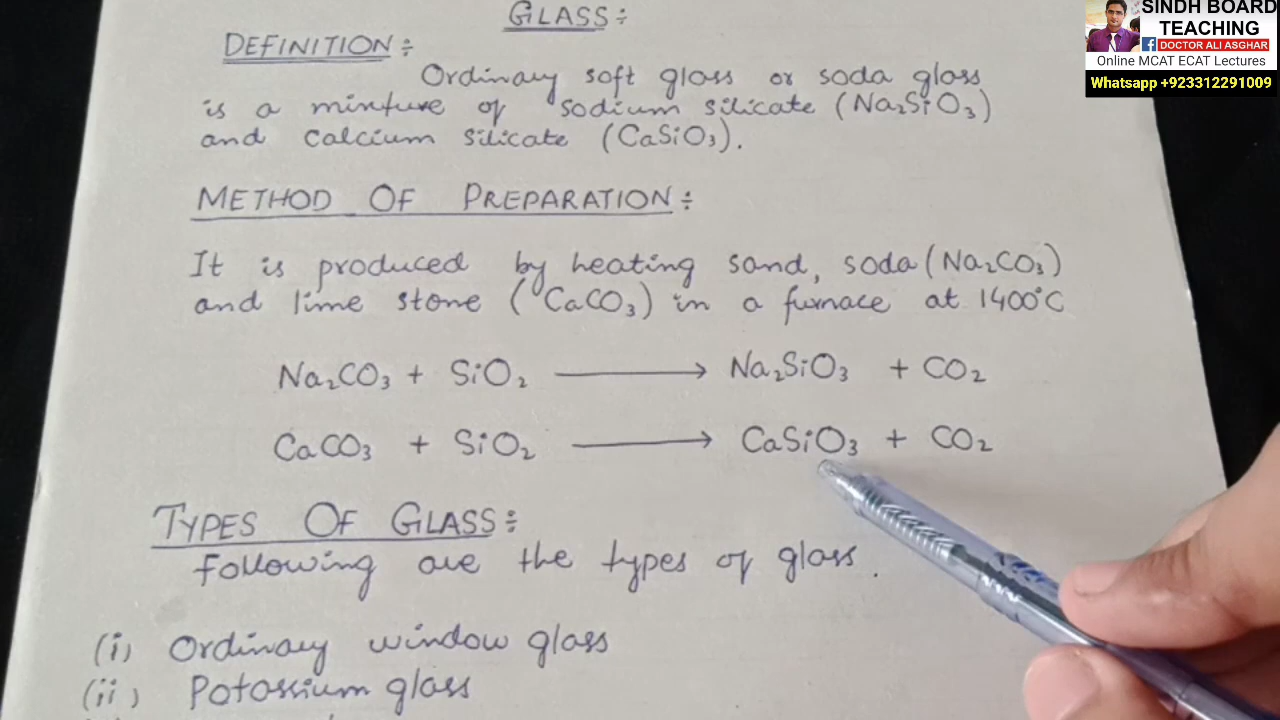 GLASS:
DEFINITION:
Ordinary soft glass or soda glass
is a mixture of sodium silicate (Na₂SiO₃)
and calcium silicate (CaSiO₃).
METHOD OF PREPARATION:
It is produced by heating sand, soda (Na₂CO₃)
and lime stone (CaCO₃) in a furnace at 1400°C
Na₂CO₃ + SiO₂ → Na₂SiO₃ + CO₂
CaCO₃ + SiO₂ → CaSiO₃ + CO₂
TYPES OF GLASS:
Following are the types of glass.
(i) Ordinary window glass
(ii) Potassium glass
SINDH BOARD
TEACHING
DOCTOR ALI ASGHAR
Online MCAT ECAT Lectures
Whatsapp +923312291009